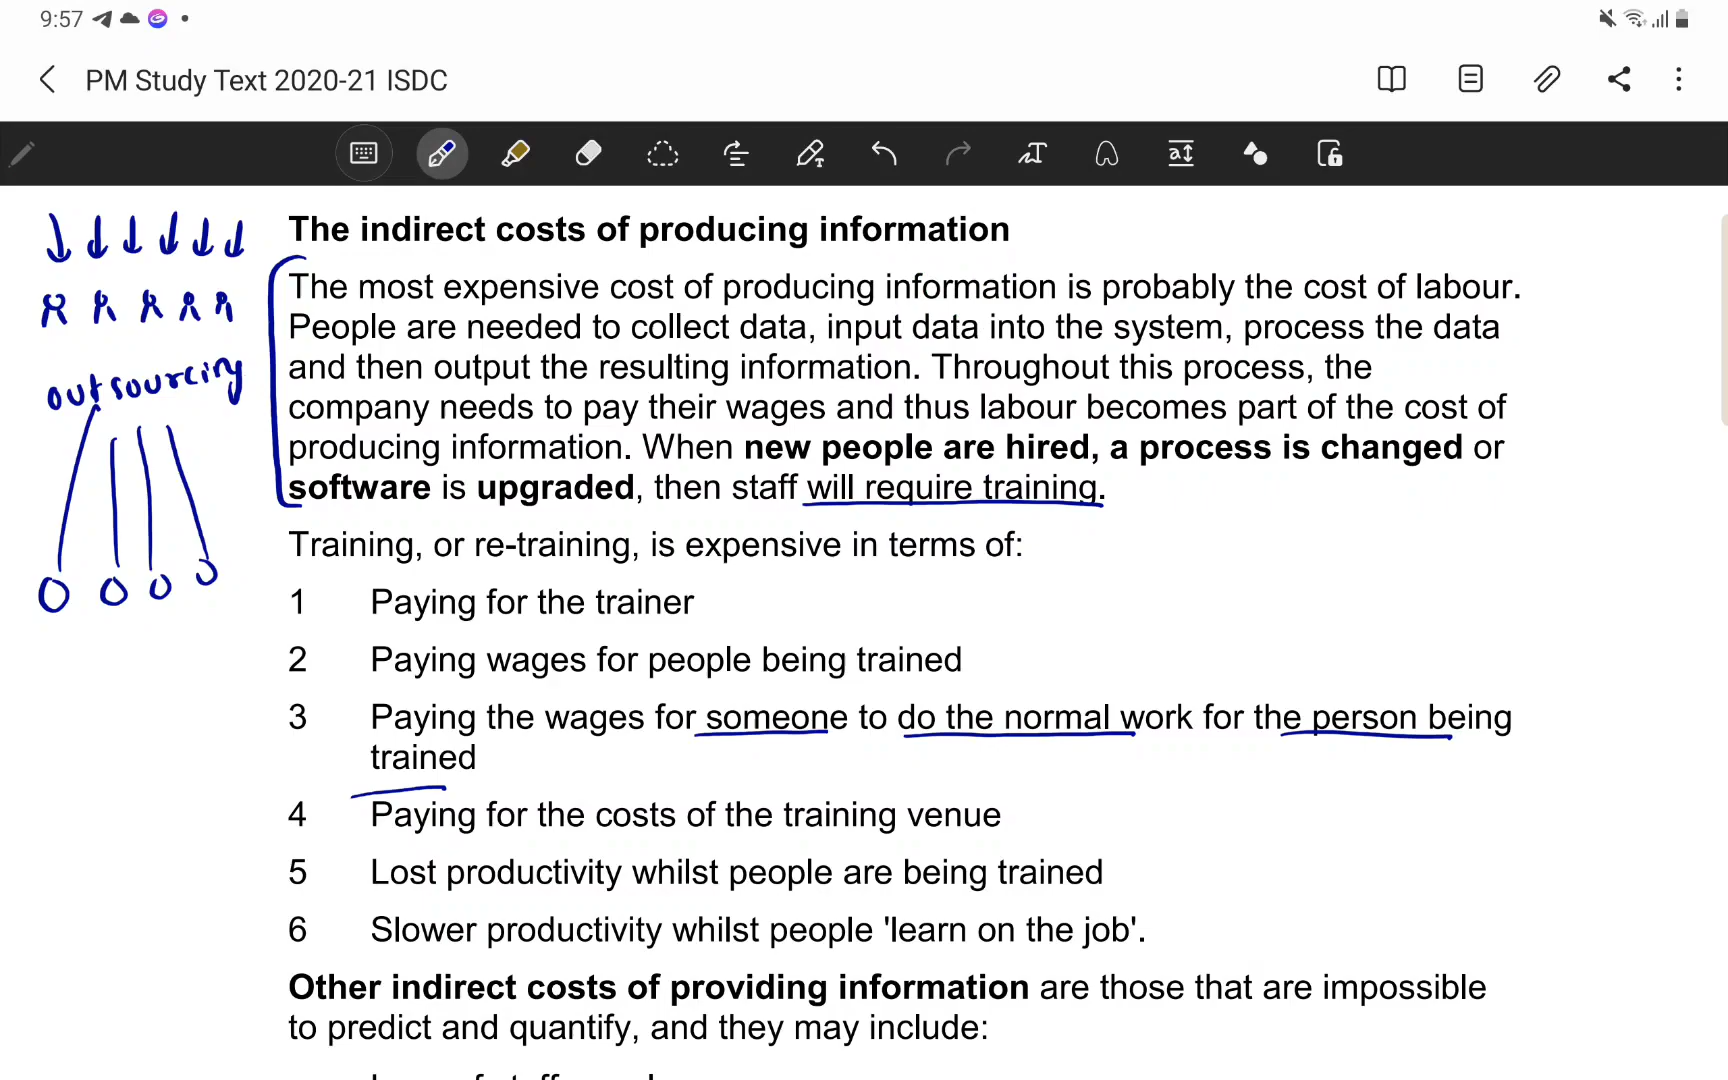 9:57
PM Study Text 2020-21 ISDC
The indirect costs of producing information
The most expensive cost of producing information is probably the cost of labour.
People are needed to collect data, input data into the system, process the data
and then output the resulting information. Throughout this process, the
company needs to pay their wages and thus labour becomes part of the cost of
producing information. When new people are hired, a process is changed or
software is upgraded, then staff will require training.
outsourcing
Training, or re-training, is expensive in terms of:
1 Paying for the trainer
2 Paying wages for people being trained
3 Paying the wages for someone to do the normal work for the person being
trained
4 Paying for the costs of the training venue
5 Lost productivity whilst people are being trained
6 Slower productivity whilst people 'learn on the job'.
Other indirect costs of providing information are those that are impossible
to predict and quantify, and they may include: